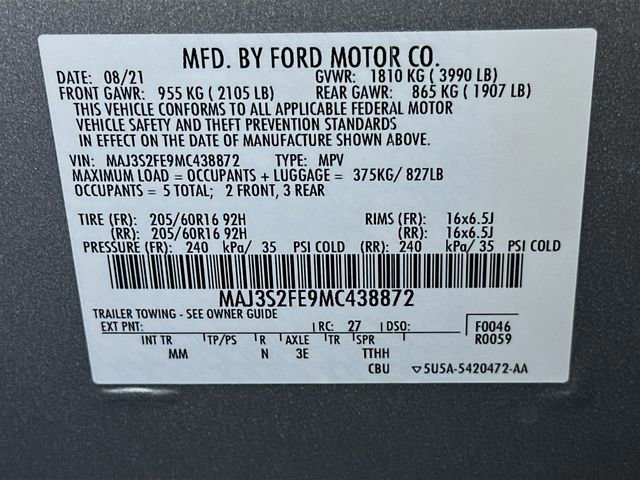 MFD. BY FORD MOTOR CO.
DATE: 08/21 GVWR: 1810 KG ( 3990 LB)
FRONT GAWR: 955 KG ( 2105 LB) REAR GAWR: 865 KG ( 1907 LB)
THIS VEHICLE CONFORMS TO ALL APPLICABLE FEDERAL MOTOR
VEHICLE SAFETY AND THEFT PREVENTION STANDARDS
IN EFFECT ON THE DATE OF MANUFACTURE SHOWN ABOVE.
VIN: MAJ3S2FE9MC438872 TYPE: MPV
MAXIMUM LOAD = OCCUPANTS + LUGGAGE = 375KG/ 827LB
OCCUPANTS = 5 TOTAL; 2 FRONT, 3 REAR
TIRE (FR): 205/60R16 92H RIMS (FR): 16x6.5J
(RR): 205/60R16 92H (RR): 16x6.5J
PRESSURE (FR): 240 kPa/ 35 PSI COLD (RR): 240 kPa/ 35 PSI COLD
MAJ3S2FE9MC438872
TRAILER TOWING - SEE OWNER GUIDE
EXT PNT: RC: 27 DSO: F0046
INT TR TP/PS R AXLE TR SPR R0059
MM N 3E TTHH
CBU ▽5U5A-5420472-AA